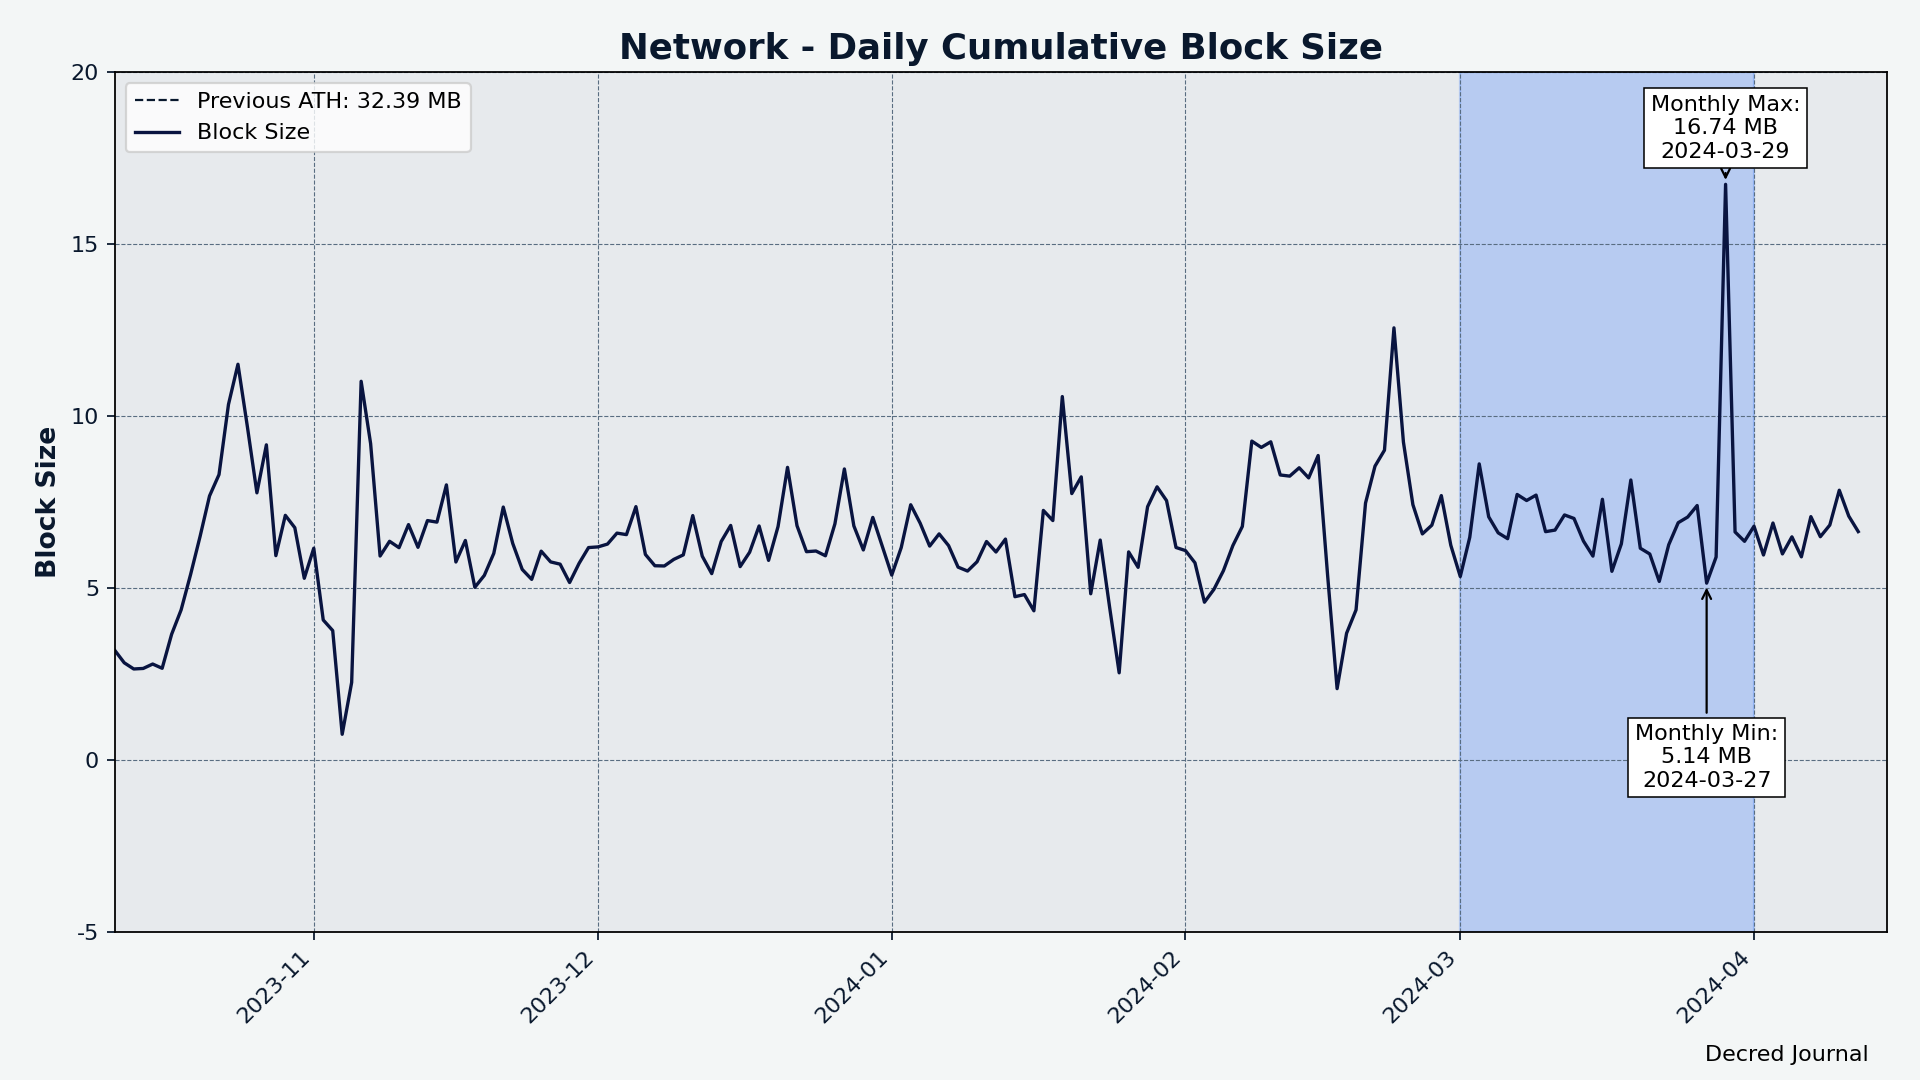 Network - Daily Cumulative Block Size
Previous ATH: 32.39 MB
Block Size
Monthly Max:
16.74 MB
2024-03-29
Monthly Min:
5.14 MB
2024-03-27
Block Size
20
15
10
5
0
-5
2023-11
2023-12
2024-01
2024-02
2024-03
2024-04
Decred Journal